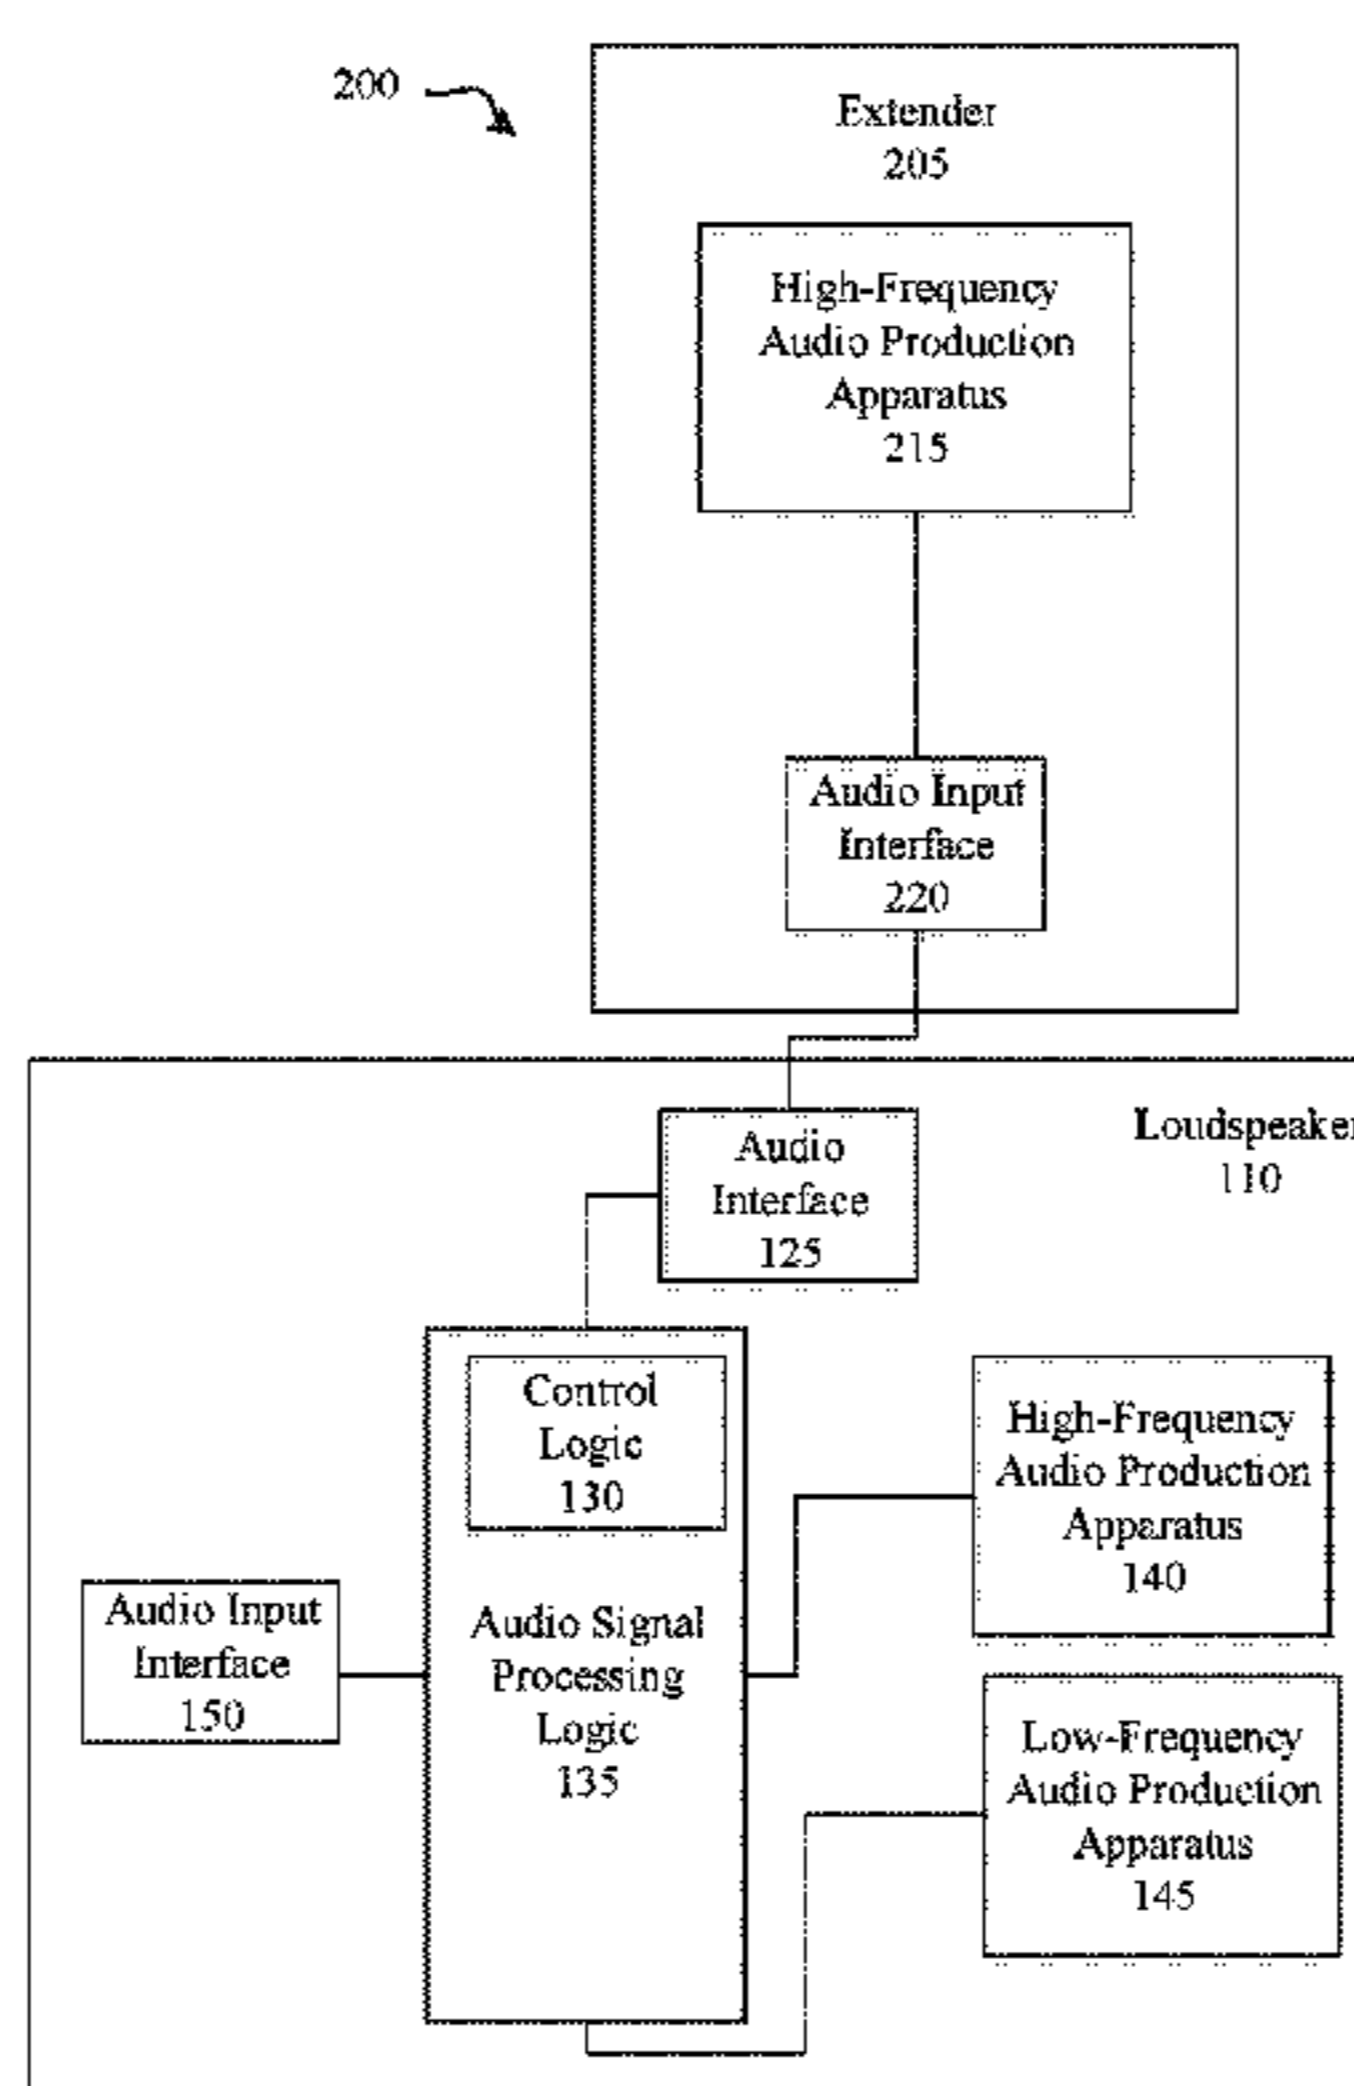 200
Extender
205
High-Frequency
Audio Production
Apparatus
215
Audio Input
Interface
220
Loudspeaker
110
Audio
Interface
125
Control
Logic
130
High-Frequency
Audio Production
Apparatus
140
Audio Input
Interface
150
Audio Signal
Processing
Logic
135
Low-Frequency
Audio Production
Apparatus
145